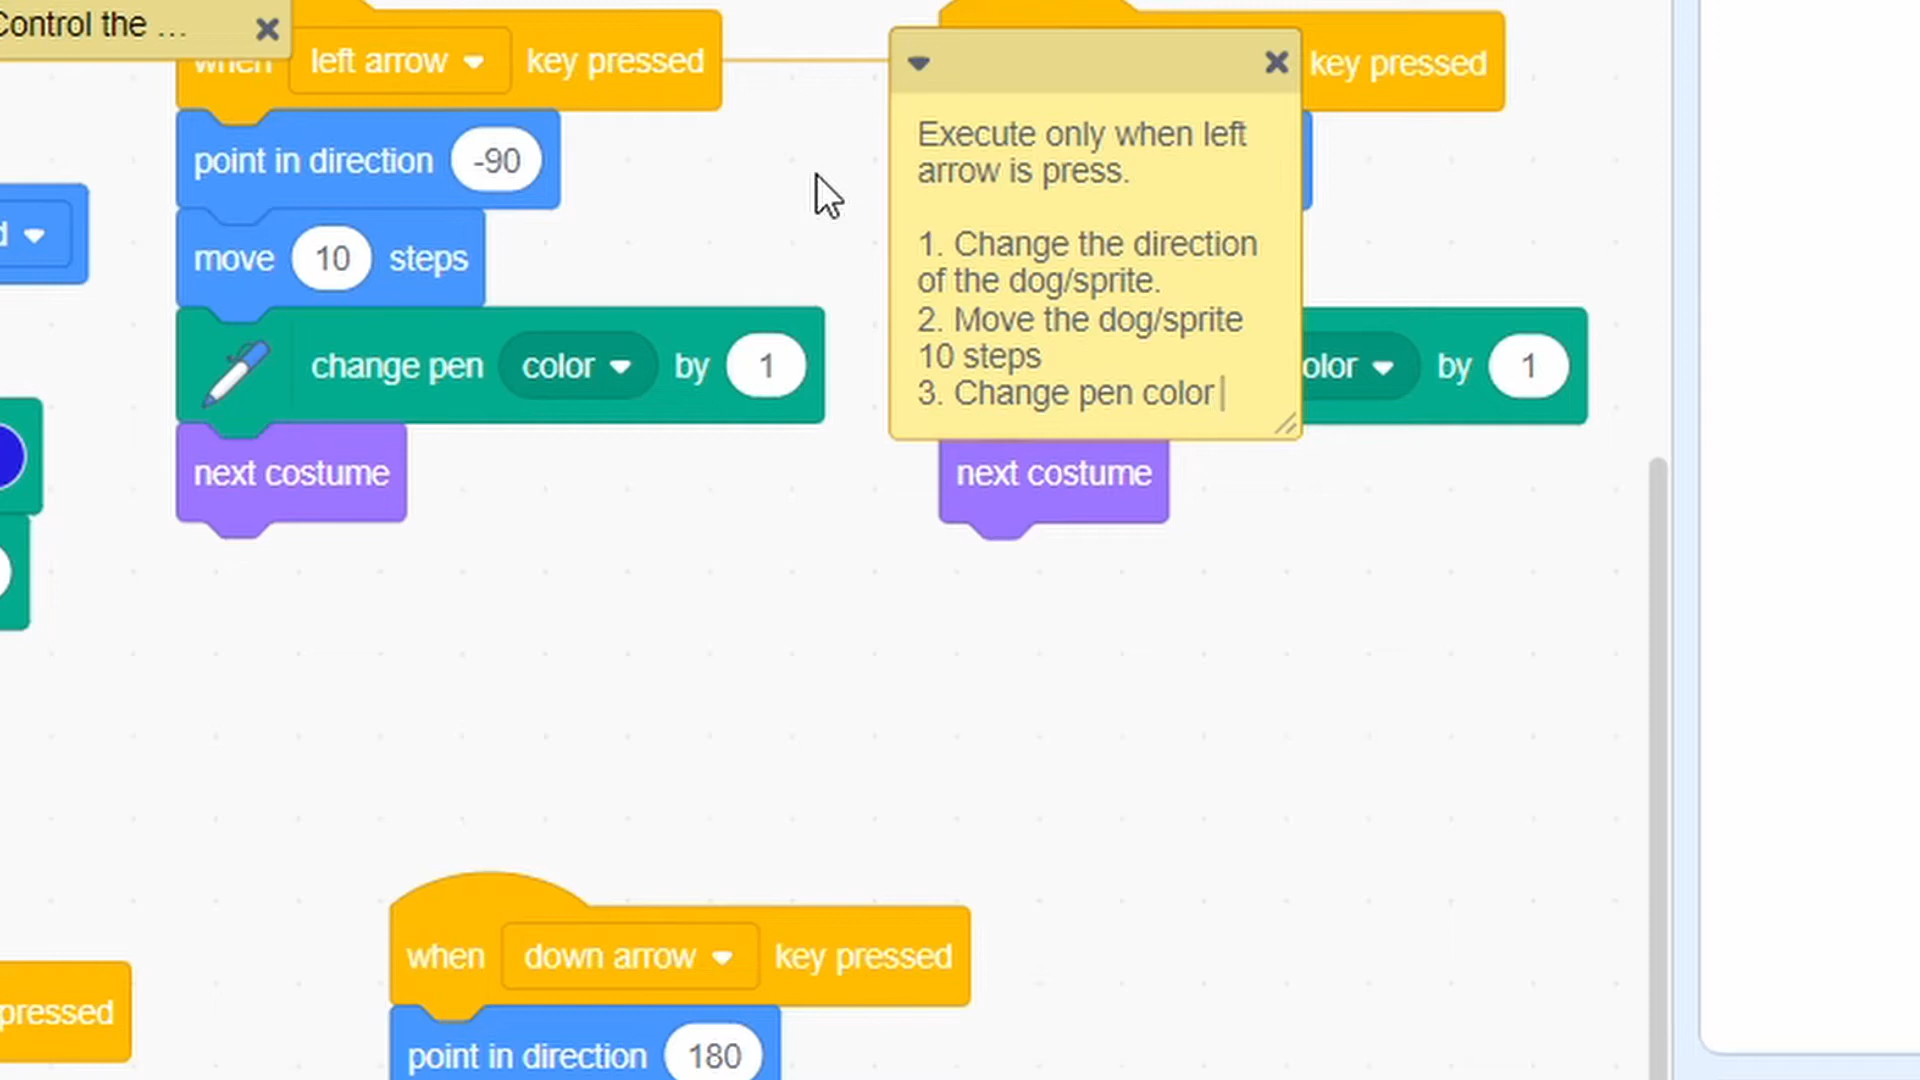 Control the ...
when left arrow key pressed
key pressed
point in direction -90
move 10 steps
change pen color by 1
next costume
Execute only when left
arrow is press.
1. Change the direction
of the dog/sprite.
2. Move the dog/sprite
10 steps
3. Change pen color
olor by 1
next costume
d
when down arrow key pressed
pressed
point in direction 180